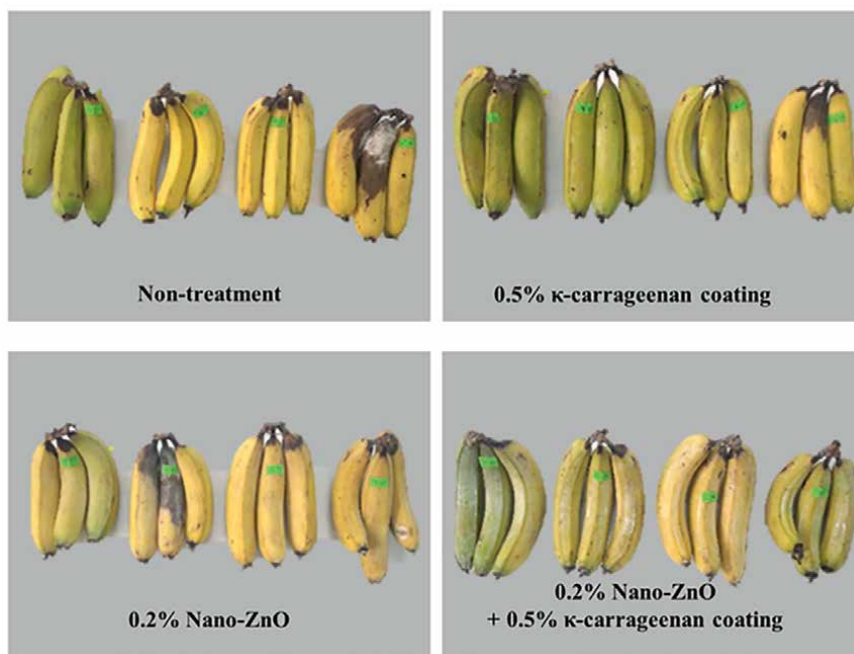 Non-treatment
0.5% κ-carrageenan coating
0.2% Nano-ZnO
0.2% Nano-ZnO
+ 0.5% κ-carrageenan coating